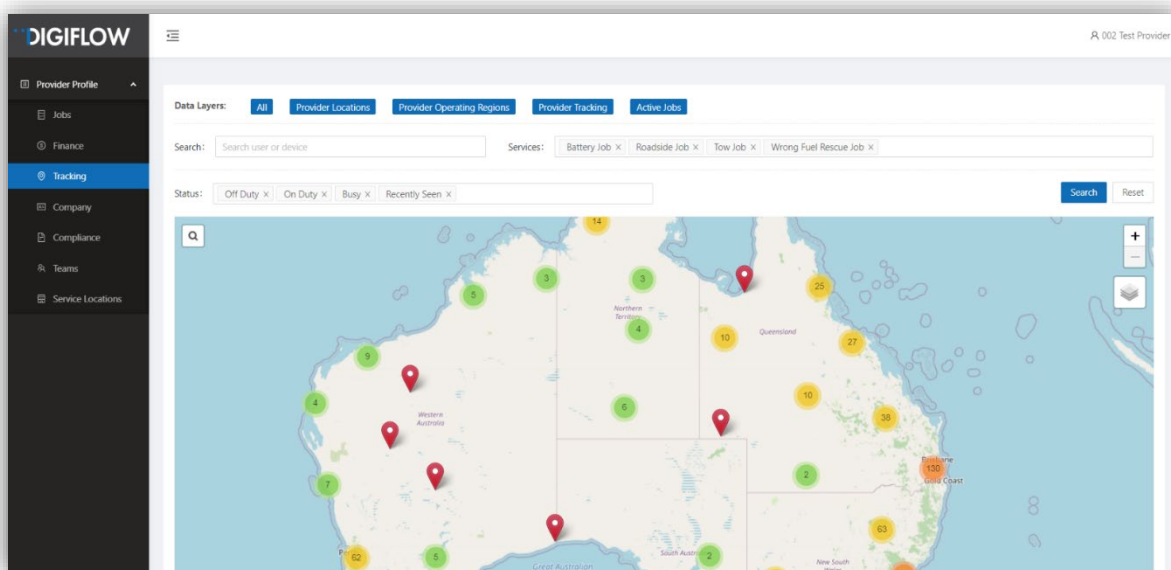 DIGIFLOW
002 Test Provider
Provider Profile
Jobs
Finance
Tracking
Company
Compliance
Teams
Service Locations
Data Layers: All Provider Locations Provider Operating Regions Provider Tracking Active Jobs
Search: Search user or device Services: Battery Job × Roadside Job × Tow Job × Wrong Fuel Rescue Job ×
Status: Off Duty × On Duty × Busy × Recently Seen × Search Reset
14
+
−
3
3
5
25
Northern
Territory
4
Queensland
10
27
9
4
Western
Australia
6
10
38
Brisbane
130
Gold Coast
2
7
63
62
5
South Austr
2
New South
Great Australian